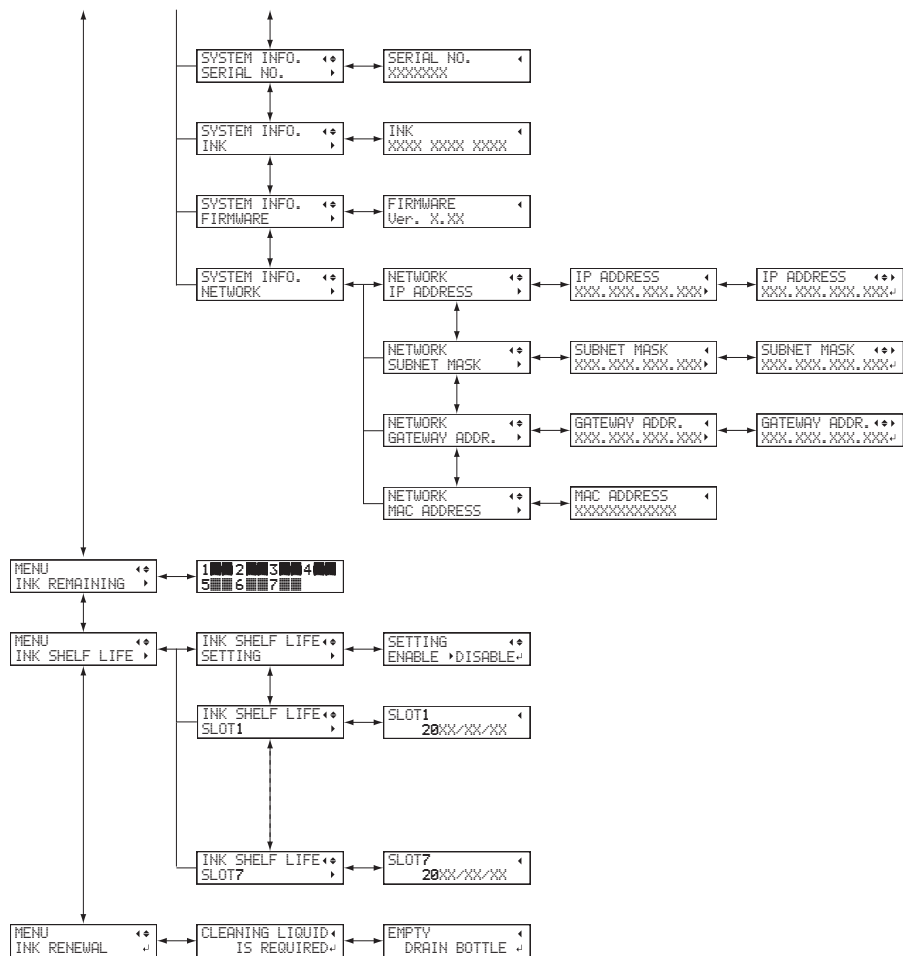 SYSTEM INFO.
SERIAL NO.
SERIAL NO.
XXXXXXX
SYSTEM INFO.
INK
INK
XXXX XXXX XXXX
SYSTEM INFO.
FIRMWARE
FIRMWARE
Ver. X.XX
SYSTEM INFO.
NETWORK
NETWORK
IP ADDRESS
IP ADDRESS
XXX.XXX.XXX.XXX
IP ADDRESS
XXX.XXX.XXX.XXX↵
NETWORK
SUBNET MASK
SUBNET MASK
XXX.XXX.XXX.XXX
SUBNET MASK
XXX.XXX.XXX.XXX↵
NETWORK
GATEWAY ADDR.
GATEWAY ADDR.
XXX.XXX.XXX.XXX
GATEWAY ADDR.
XXX.XXX.XXX.XXX↵
NETWORK
MAC ADDRESS
MAC ADDRESS
XXXXXXXXXXXX
MENU
INK REMAINING
1 2 3 4
5 6 7
MENU
INK SHELF LIFE
INK SHELF LIFE
SETTING
SETTING
ENABLE DISABLE↵
INK SHELF LIFE
SLOT1
SLOT1
20XX/XX/XX
INK SHELF LIFE
SLOT7
SLOT7
20XX/XX/XX
MENU
INK RENEWAL ↵
CLEANING LIQUID
IS REQUIRED↵
EMPTY
DRAIN BOTTLE ↵